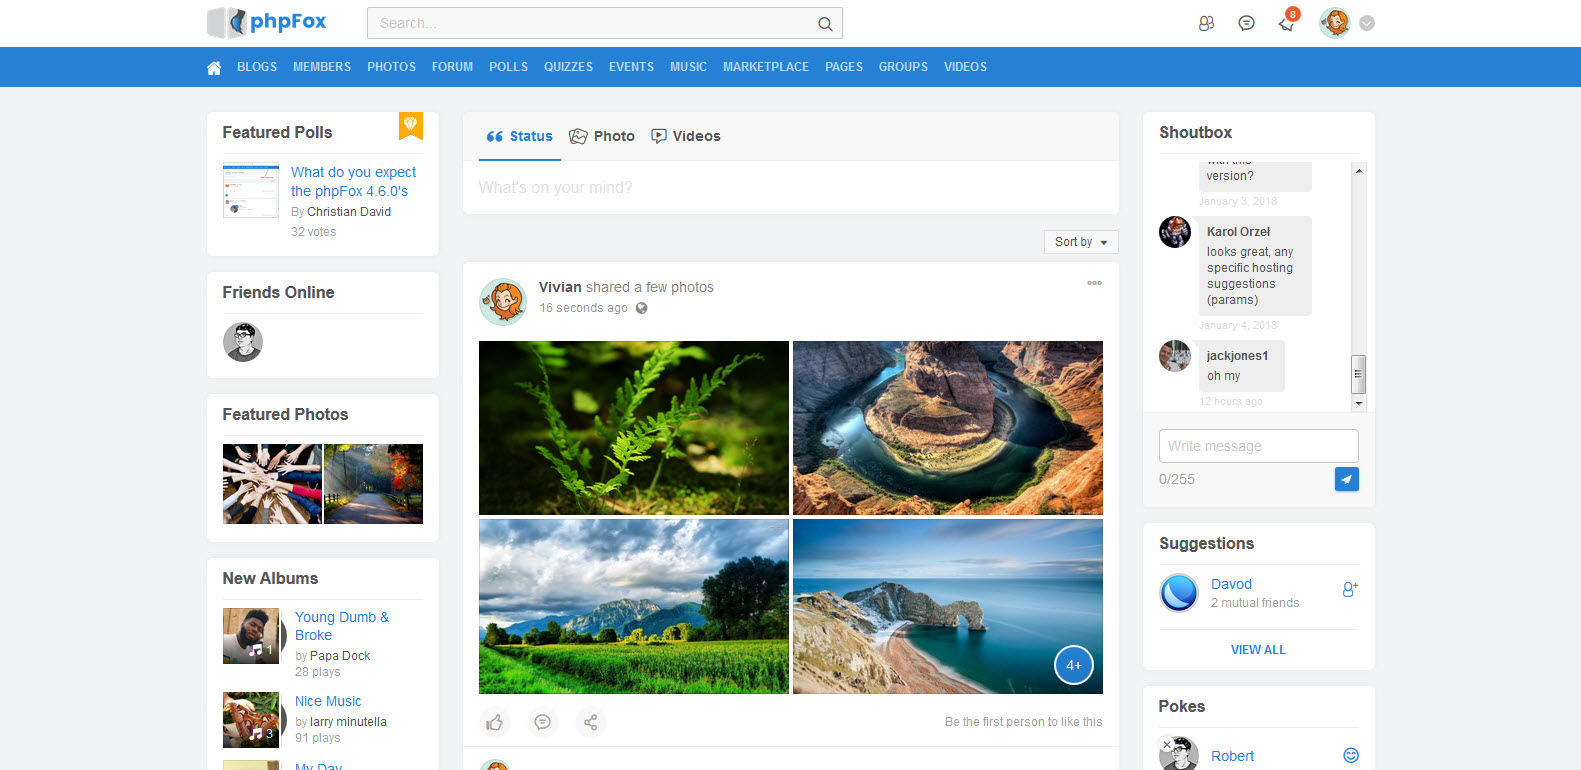 phpFox
Search...
8
BLOGS MEMBERS PHOTOS FORUM POLLS QUIZZES EVENTS MUSIC MARKETPLACE PAGES GROUPS VIDEOS
Featured Polls
What do you expect
the phpFox 4.6.0's
By Christian David
32 votes
Friends Online
Featured Photos
New Albums
1
Young Dumb &
Broke
by Papa Dock
28 plays
3
Nice Music
by larry minutella
91 plays
My Day
Status Photo Videos
What's on your mind?
Sort by
Vivian shared a few photos
16 seconds ago
4+
Be the first person to like this
Shoutbox
with this
version?
January 3, 2018
Karol Orzeł
looks great, any
specific hosting
suggestions
(params)
January 4, 2018
jackjones1
oh my
12 hours ago
Write message
0/255
Suggestions
Davod
2 mutual friends
VIEW ALL
Pokes
Robert